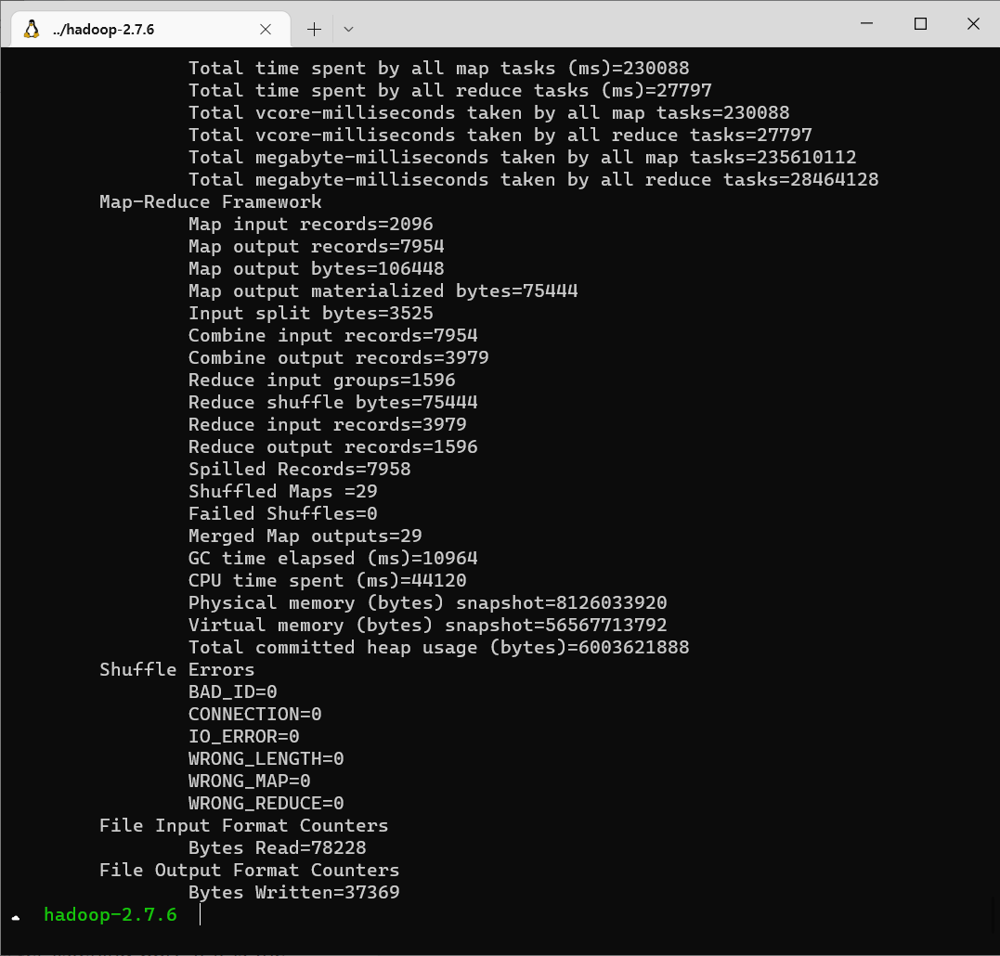 ../hadoop-2.7.6
Total time spent by all map tasks (ms)=230088
Total time spent by all reduce tasks (ms)=27797
Total vcore-milliseconds taken by all map tasks=230088
Total vcore-milliseconds taken by all reduce tasks=27797
Total megabyte-milliseconds taken by all map tasks=235610112
Total megabyte-milliseconds taken by all reduce tasks=28464128
Map-Reduce Framework
Map input records=2096
Map output records=7954
Map output bytes=106448
Map output materialized bytes=75444
Input split bytes=3525
Combine input records=7954
Combine output records=3979
Reduce input groups=1596
Reduce shuffle bytes=75444
Reduce input records=3979
Reduce output records=1596
Spilled Records=7958
Shuffled Maps =29
Failed Shuffles=0
Merged Map outputs=29
GC time elapsed (ms)=10964
CPU time spent (ms)=44120
Physical memory (bytes) snapshot=8126033920
Virtual memory (bytes) snapshot=56567713792
Total committed heap usage (bytes)=6003621888
Shuffle Errors
BAD_ID=0
CONNECTION=0
IO_ERROR=0
WRONG_LENGTH=0
WRONG_MAP=0
WRONG_REDUCE=0
File Input Format Counters
Bytes Read=78228
File Output Format Counters
Bytes Written=37369
hadoop-2.7.6